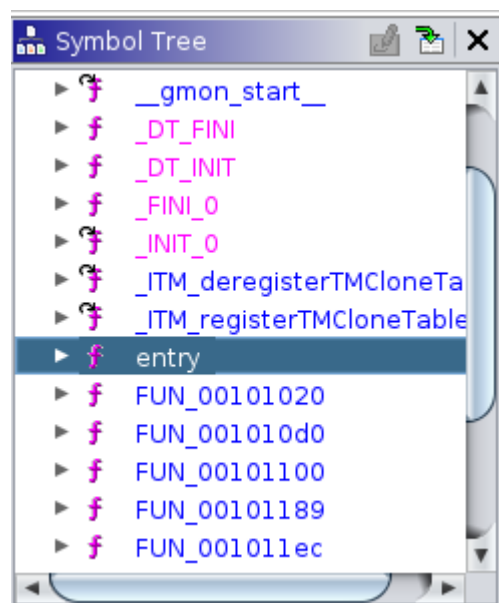 Symbol Tree
__gmon_start__
_DT_FINI
_DT_INIT
_FINI_0
_INIT_0
_ITM_deregisterTMCloneTa
_ITM_registerTMCloneTable
entry
FUN_00101020
FUN_001010d0
FUN_00101100
FUN_00101189
FUN_001011ec